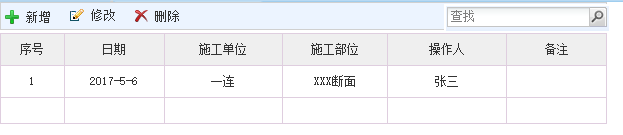 新增 修改 删除 查找
序号 日期 施工单位 施工部位 操作人 备注
1 2017-5-6 一连 XXX断面 张三